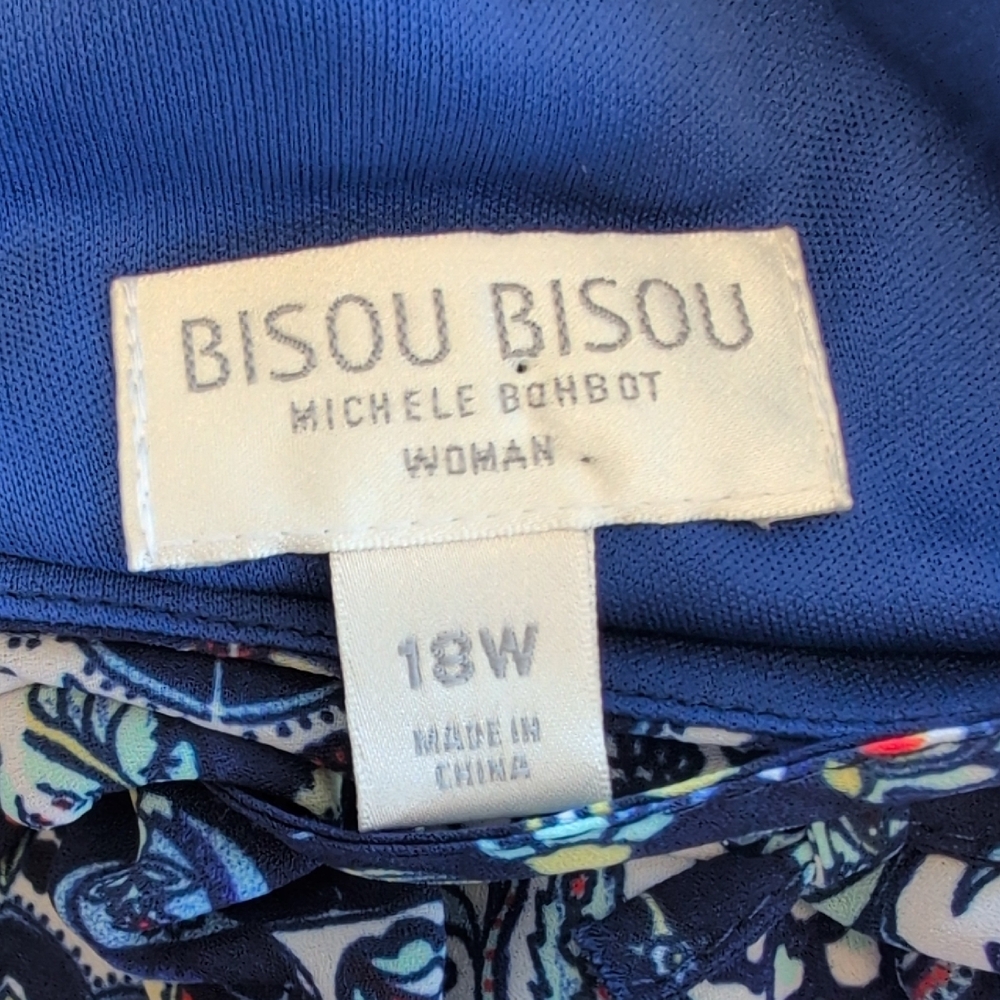 BISOU BISOU
MICHELE BOHBOT
WOMAN
18W
MADE IN
CHINA